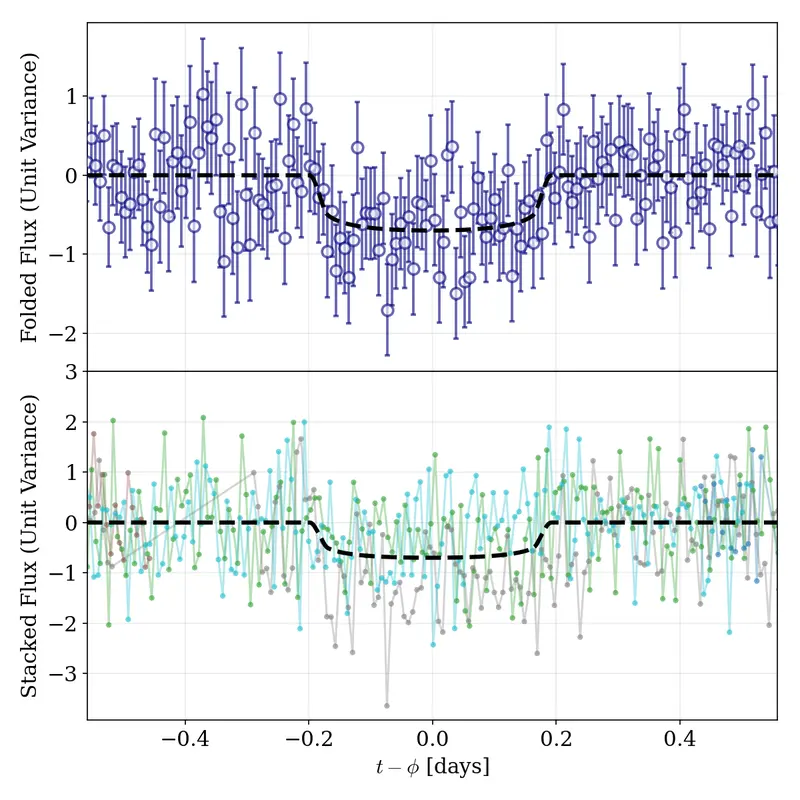 Folded Flux (Unit Variance)
1
0
−1
−2
Stacked Flux (Unit Variance)
3
2
1
0
−1
−2
−3
−0.4 −0.2 0.0 0.2 0.4
t − ϕ [days]